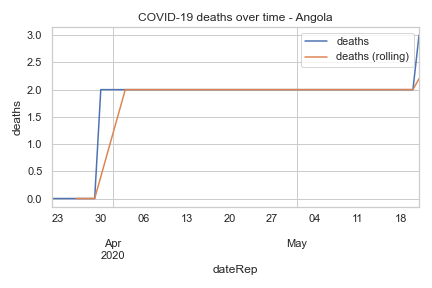 COVID-19 deaths over time - Angola
deaths
deaths (rolling)
3.0
2.5
2.0
1.5
1.0
0.5
0.0
deaths
23 30 06 13 20 27 04 11 18
Apr May
2020
dateRep